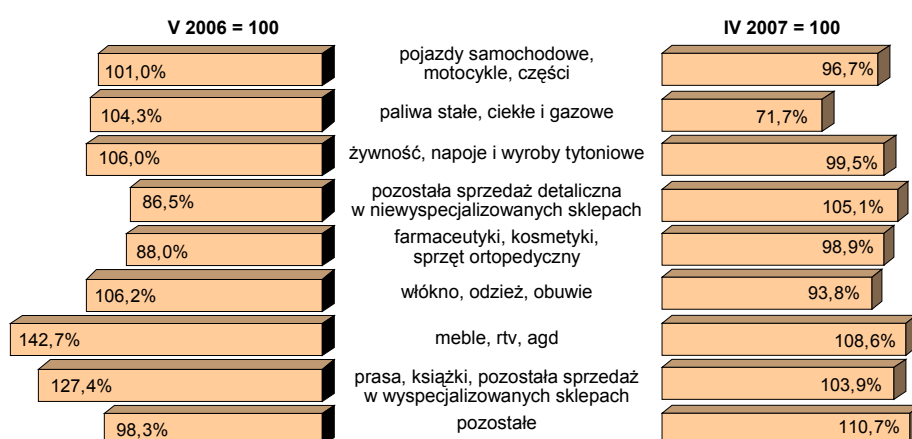 V 2006 = 100
IV 2007 = 100
101,0%
pojazdy samochodowe,
motocykle, części
96,7%
104,3%
paliwa stałe, ciekłe i gazowe
71,7%
106,0%
żywność, napoje i wyroby tytoniowe
99,5%
86,5%
pozostała sprzedaż detaliczna
w niewyspecjalizowanych sklepach
105,1%
88,0%
farmaceutyki, kosmetyki,
sprzęt ortopedyczny
98,9%
106,2%
włókno, odzież, obuwie
93,8%
142,7%
meble, rtv, agd
108,6%
127,4%
prasa, książki, pozostała sprzedaż
w wyspecjalizowanych sklepach
103,9%
98,3%
pozostałe
110,7%